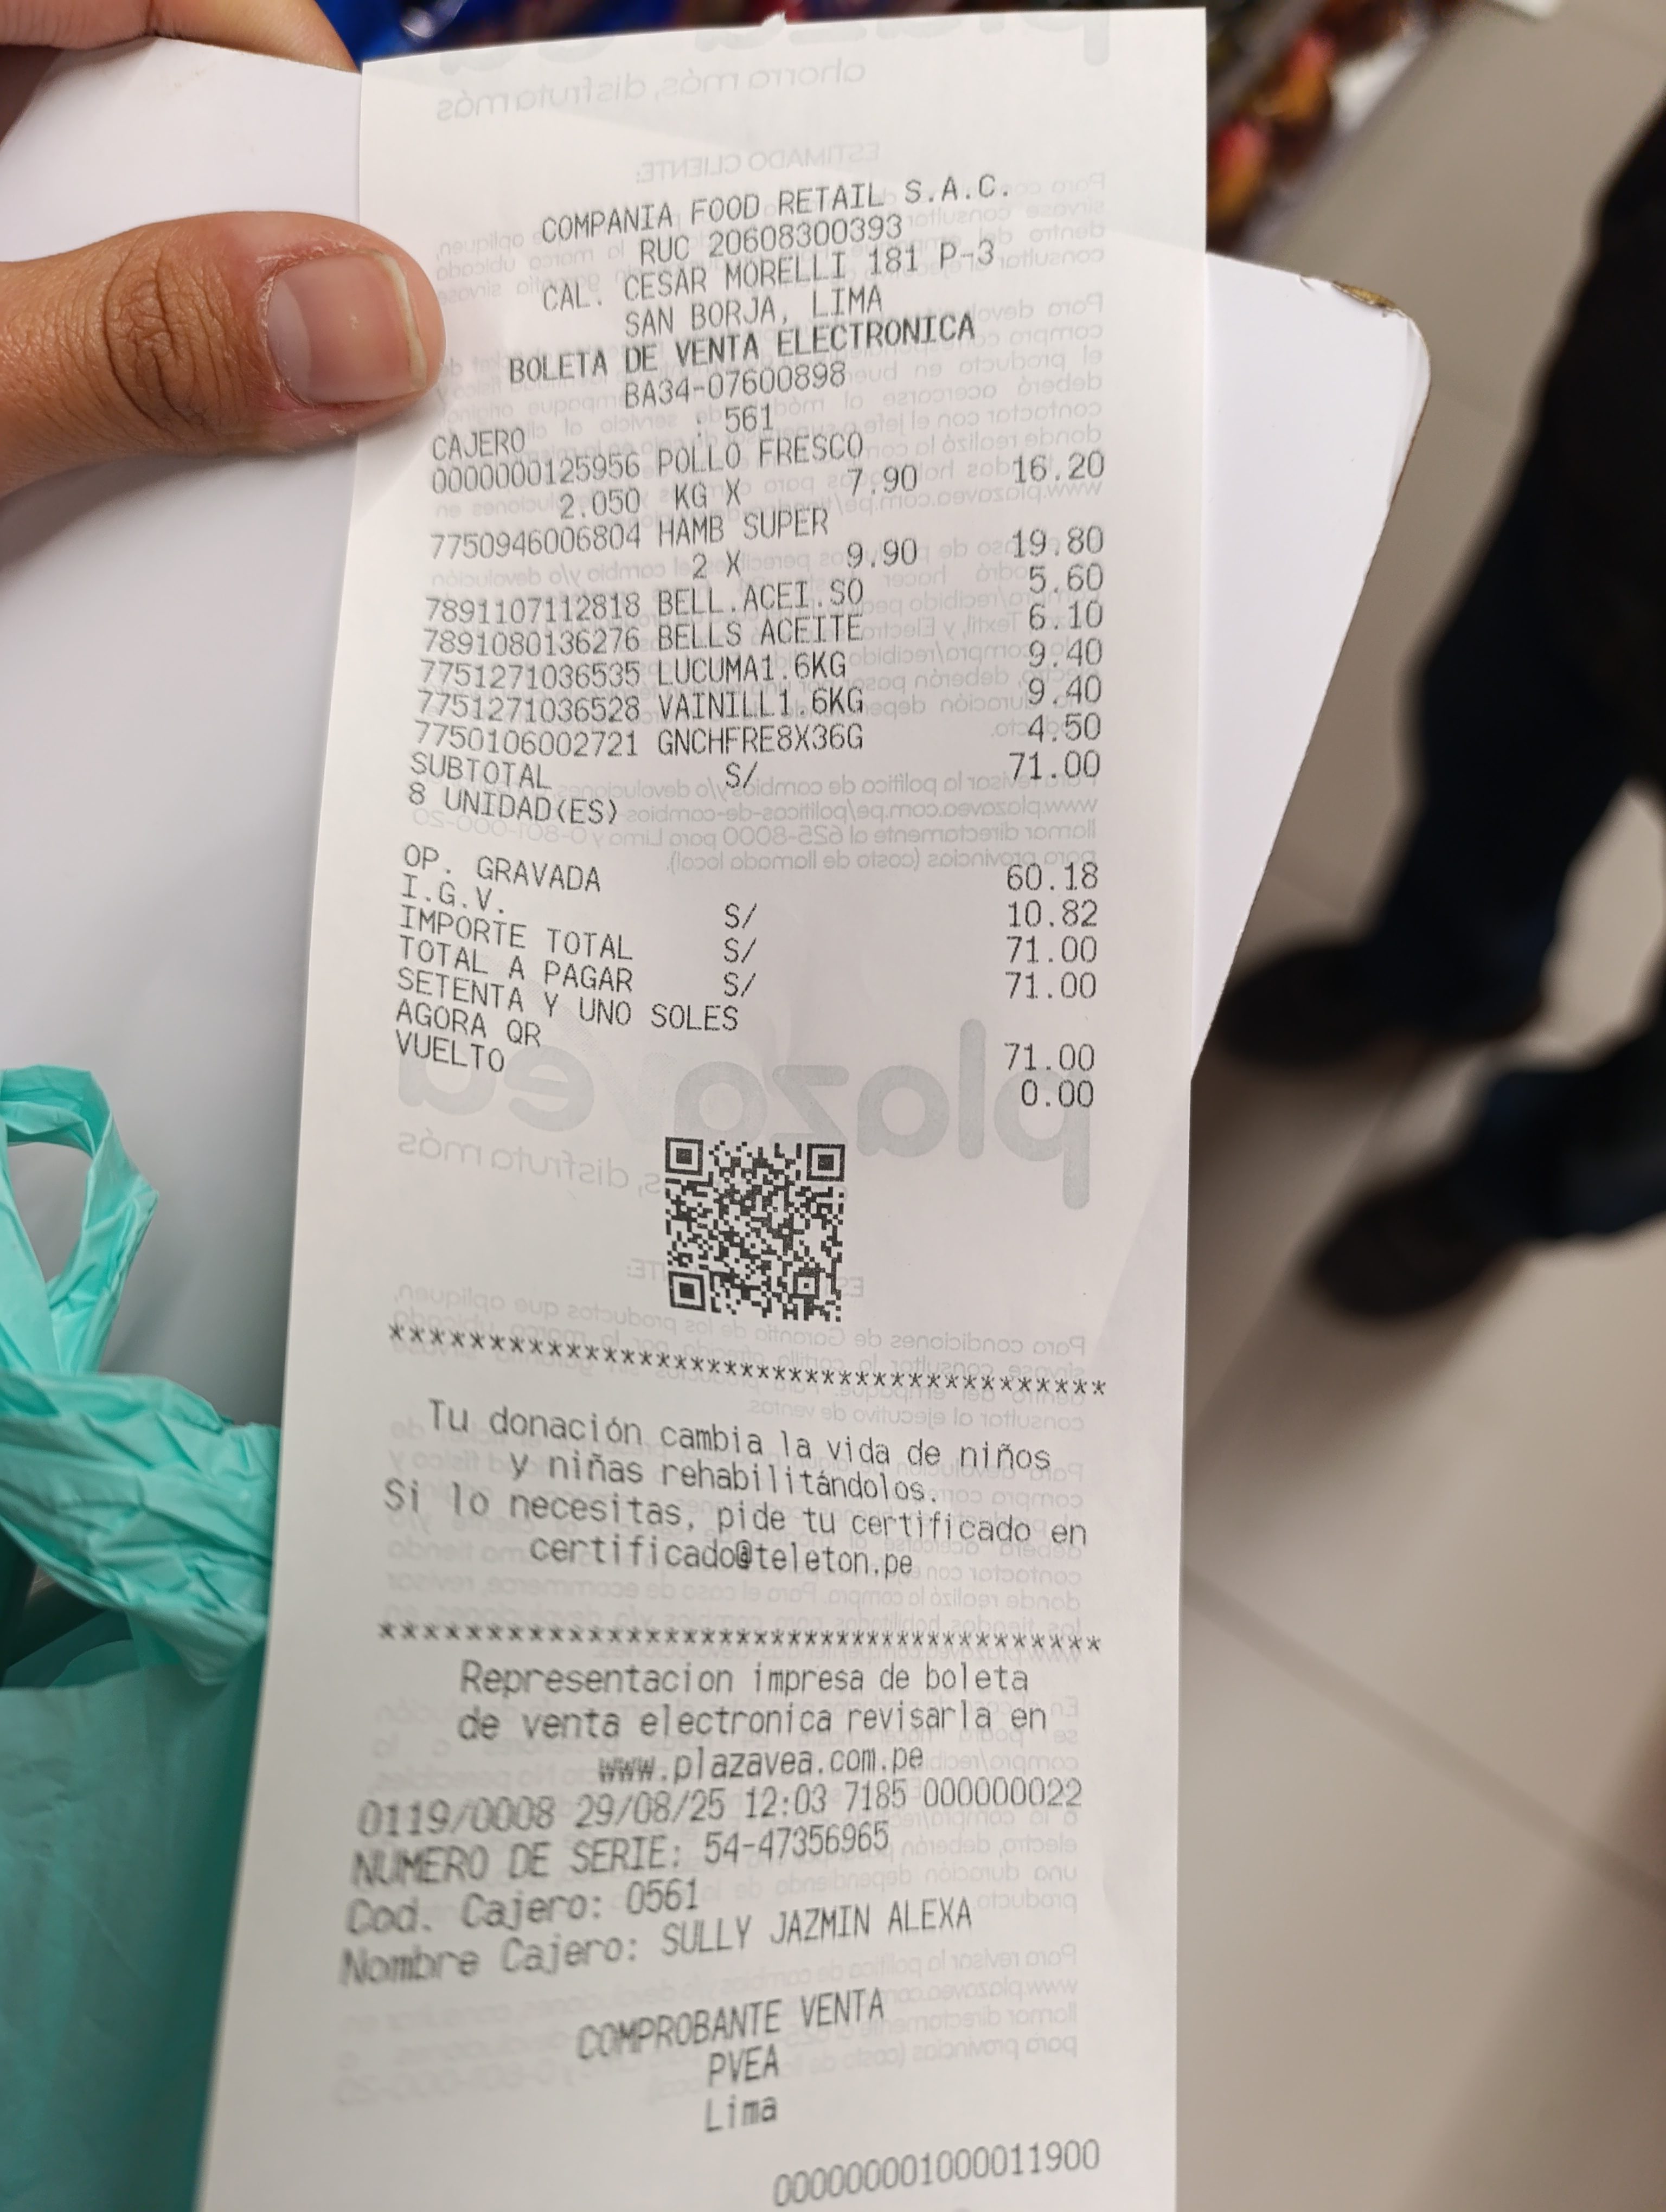 COMPANIA FOOD RETAIL S.A.C.
RUC 20608300393
CAL. CESAR MORELLI 181 P-3
SAN BORJA, LIMA
BOLETA DE VENTA ELECTRONICA
BA34-07600898
CAJERO : 561
0000000125956 POLLO FRESCO
2.050 KG X 7.90 16.20
7750946006804 HAMB SUPER
2 X 9.90 19.80
7891107112818 BELL.ACEI.SO 5.60
7891080136276 BELLS ACEITE 6.10
7751271036535 LUCUMA1.6KG 9.40
7751271036528 VAINILL1.6KG 9.40
7750106002721 GNCHFRE8X36G 4.50
SUBTOTAL S/ 71.00
8 UNIDAD(ES)
OP. GRAVADA 60.18
I.G.V. S/ 10.82
IMPORTE TOTAL S/ 71.00
TOTAL A PAGAR S/ 71.00
SETENTA Y UNO SOLES
AGORA QR 71.00
VUELTO 0.00
****************************************
Tu donación cambia la vida de niños
y niñas rehabilitándolos.
Si lo necesitas, pide tu certificado en
certificado@teleton.pe
****************************************
Representacion impresa de boleta
de venta electronica revisarla en
www.plazavea.com.pe
0119/0008 29/08/25 12:03 7185 000000022
NUMERO DE SERIE: 54-47356965
Cod. Cajero: 0561
Nombre Cajero: SULLY JAZMIN ALEXA
COMPROBANTE VENTA
PVEA
Lima
000000001000011900